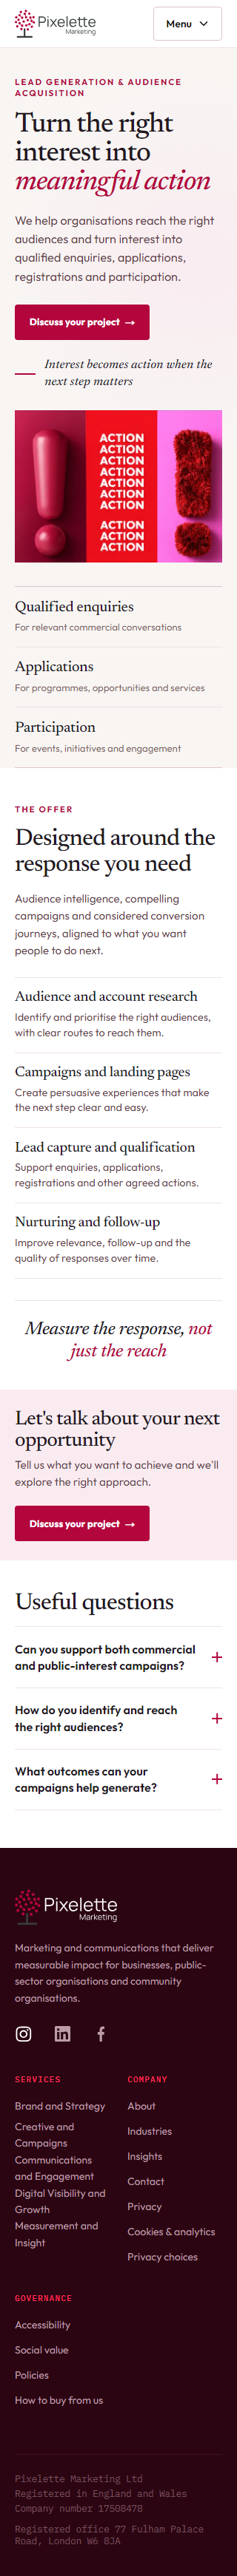 Pixelette
Marketing
Menu
LEAD GENERATION & AUDIENCE
ACQUISITION
Turn the right
interest into
meaningful action
We help organisations reach the right
audiences and turn interest into
qualified enquiries, applications,
registrations and participation.
Discuss your project →
Interest becomes action when the
next step matters
ACTION
ACTION
ACTION
ACTION
ACTION
ACTION
ACTION
ACTION
ACTION
Qualified enquiries
For relevant commercial conversations
Applications
For programmes, opportunities and services
Participation
For events, initiatives and engagement
THE OFFER
Designed around the
response you need
Audience intelligence, compelling
campaigns and considered conversion
journeys, aligned to what you want
people to do next.
Audience and account research
Identify and prioritise the right audiences,
with clear routes to reach them.
Campaigns and landing pages
Create persuasive experiences that make
the next step clear and easy.
Lead capture and qualification
Support enquiries, applications,
registrations and other agreed actions.
Nurturing and follow-up
Improve relevance, follow-up and the
quality of responses over time.
Measure the response, not
just the reach
Let's talk about your next
opportunity
Tell us what you want to achieve and we'll
explore the right approach.
Discuss your project →
Useful questions
Can you support both commercial
and public-interest campaigns?
How do you identify and reach
the right audiences?
What outcomes can your
campaigns help generate?
Pixelette
Marketing
Marketing and communications that deliver
measurable impact for businesses, public-
sector organisations and community
organisations.
SERVICES
Brand and Strategy
Creative and
Campaigns
Communications
and Engagement
Digital Visibility and
Growth
Measurement and
Insight
COMPANY
About
Industries
Insights
Contact
Privacy
Cookies & analytics
Privacy choices
GOVERNANCE
Accessibility
Social value
Policies
How to buy from us
Pixelette Marketing Ltd
Registered in England and Wales
Company number 17508478
Registered office 77 Fulham Palace
Road, London W6 8JA